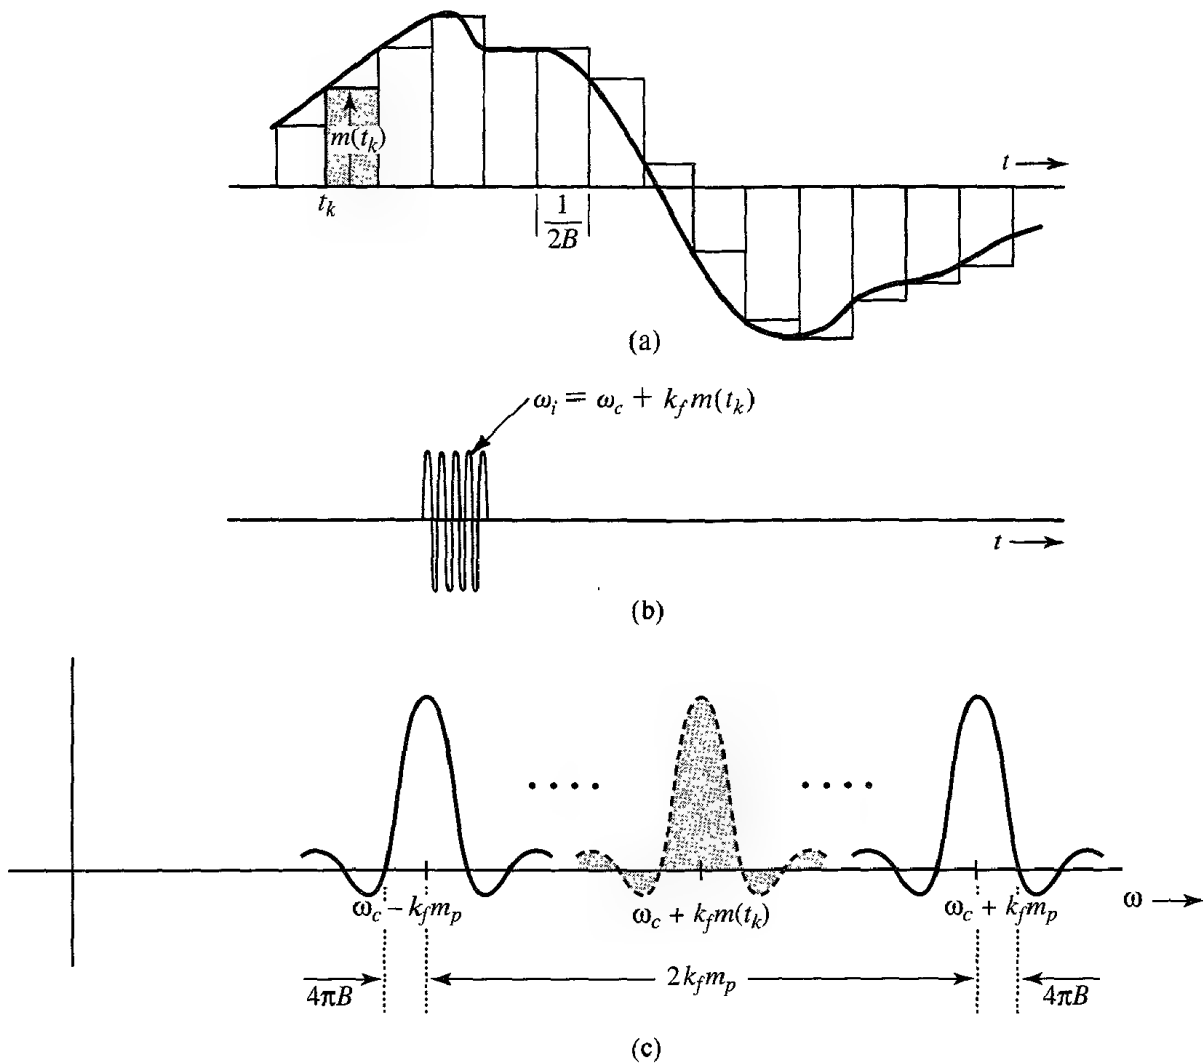 t
m(t_k)
t_k
1/2B
(a)
ω_i = ω_c + k_f m(t_k)
t
(b)
. . . .
. . . .
ω_c − k_f m_p
ω_c + k_f m(t_k)
ω_c + k_f m_p
ω
4πB
2k_f m_p
4πB
(c)